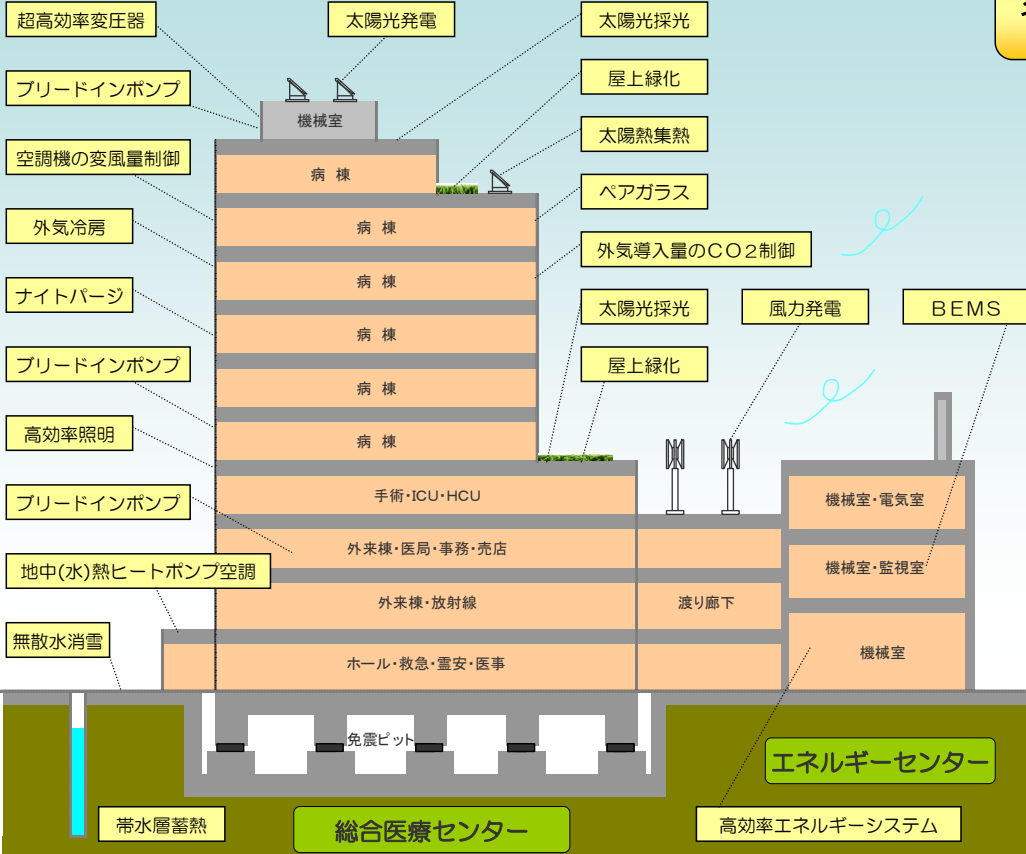 超高効率変圧器
太陽光発電
太陽光採光
ブリードインポンプ
屋上緑化
機械室
空調機の変風量制御
太陽熱集熱
病 棟
ペアガラス
外気冷房
病 棟
外気導入量のCO2制御
病 棟
ナイトパージ
太陽光採光
風力発電
BEMS
病 棟
ブリードインポンプ
屋上緑化
病 棟
高効率照明
病 棟
ブリードインポンプ
手術・ICU・HCU
機械室・電気室
外来棟・医局・事務・売店
地中(水)熱ヒートポンプ空調
機械室・監視室
外来棟・放射線
渡り廊下
無散水消雪
ホール・救急・霊安・医事
機械室
免震ピット
エネルギーセンター
帯水層蓄熱
総合医療センター
高効率エネルギーシステム